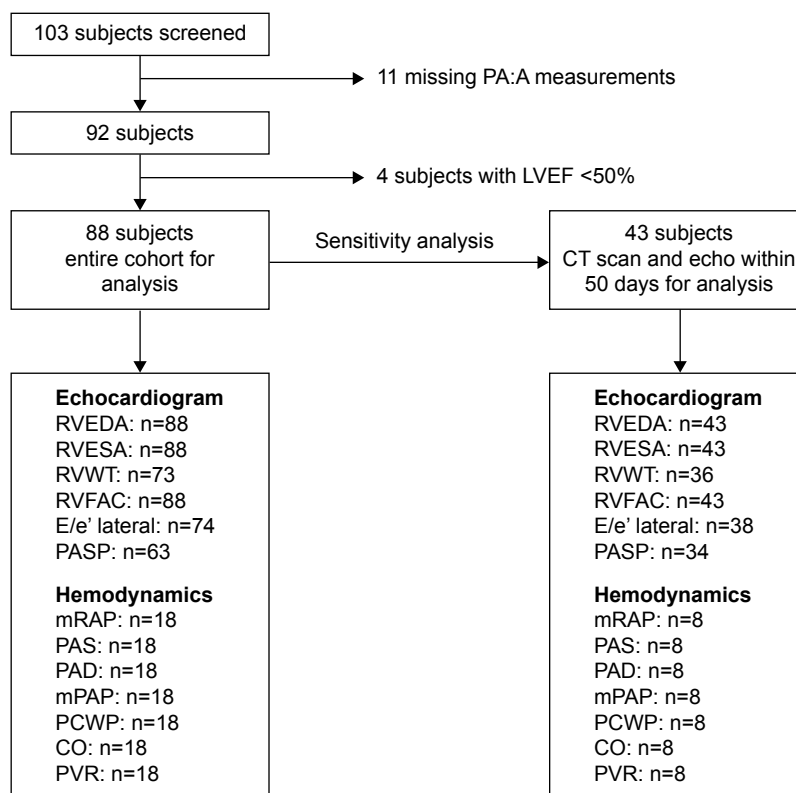 103 subjects screened
11 missing PA:A measurements
92 subjects
4 subjects with LVEF <50%
88 subjects
entire cohort for
analysis
Sensitivity analysis
43 subjects
CT scan and echo within
50 days for analysis
Echocardiogram
RVEDA: n=88
RVESA: n=88
RVWT: n=73
RVFAC: n=88
E/e' lateral: n=74
PASP: n=63
Hemodynamics
mRAP: n=18
PAS: n=18
PAD: n=18
mPAP: n=18
PCWP: n=18
CO: n=18
PVR: n=18
Echocardiogram
RVEDA: n=43
RVESA: n=43
RVWT: n=36
RVFAC: n=43
E/e' lateral: n=38
PASP: n=34
Hemodynamics
mRAP: n=8
PAS: n=8
PAD: n=8
mPAP: n=8
PCWP: n=8
CO: n=8
PVR: n=8